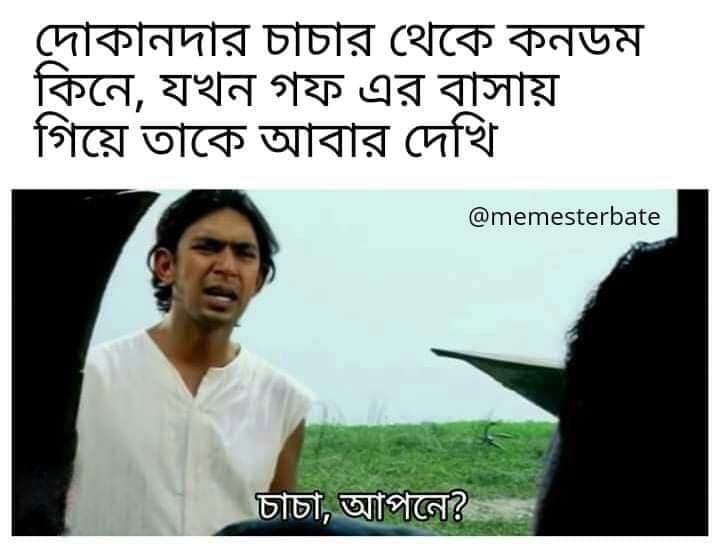 দোকানদার চাচার থেকে কনডম
কিনে, যখন গফ এর বাসায়
গিয়ে তাকে আবার দেখি
@memesterbate
চাচা, আপনে?